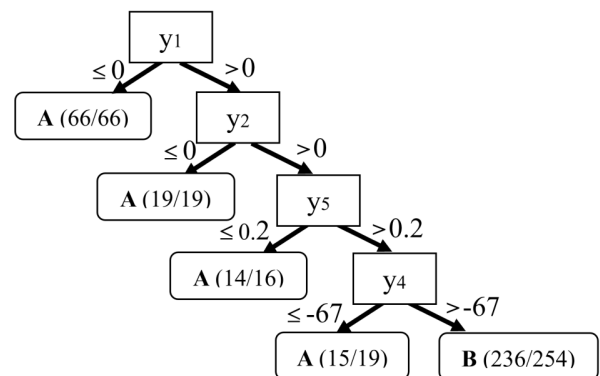 y1
≤ 0 >0
A (66/66) y2
≤ 0 >0
A (19/19) y5
≤ 0.2 >0.2
A (14/16) y4
≤ -67 >-67
A (15/19) B (236/254)